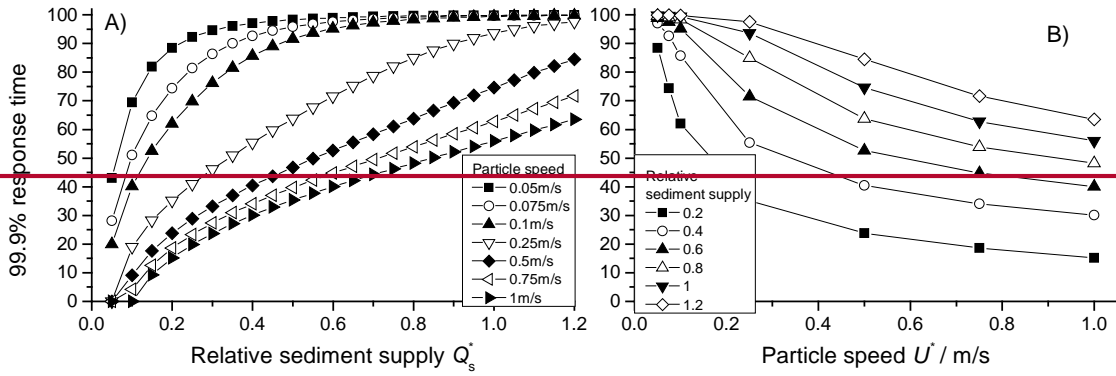 A)
99.9% response time
100
90
80
70
60
50
40
30
20
10
0
0.0 0.2 0.4 0.6 0.8 1.0 1.2
Relative sediment supply Q*s
Particle speed
0.05m/s
0.075m/s
0.1m/s
0.25m/s
0.5m/s
0.75m/s
1m/s
B)
100
90
80
70
60
50
40
30
20
10
0
0.0 0.2 0.4 0.6 0.8 1.0
Particle speed U* / m/s
Relative
sediment supply
0.2
0.4
0.6
0.8
1
1.2